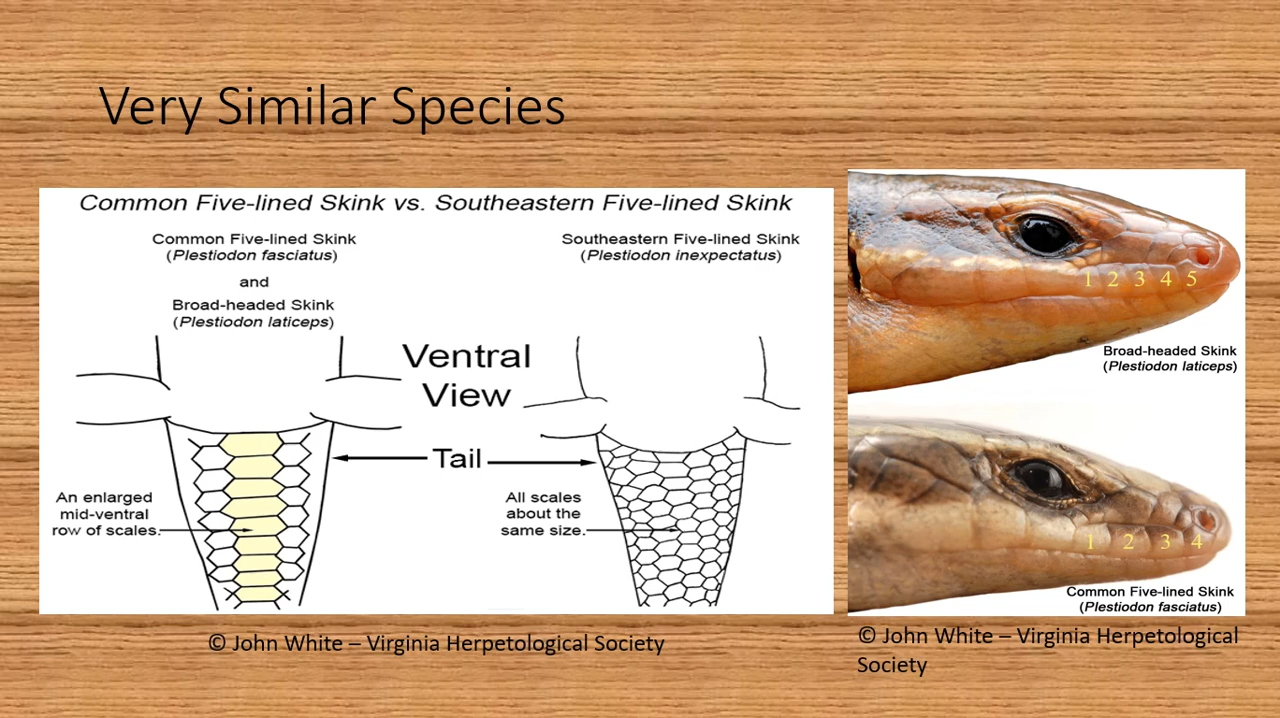 Very Similar Species
Common Five-lined Skink vs. Southeastern Five-lined Skink
Common Five-lined Skink
(Plestiodon fasciatus)
and
Broad-headed Skink
(Plestiodon laticeps)
Southeastern Five-lined Skink
(Plestiodon inexpectatus)
Ventral
View
Tail
An enlarged
mid-ventral
row of scales.
All scales
about the
same size.
© John White – Virginia Herpetological Society
1 2 3 4 5
Broad-headed Skink
(Plestiodon laticeps)
1 2 3 4
Common Five-lined Skink
(Plestiodon fasciatus)
© John White – Virginia Herpetological
Society